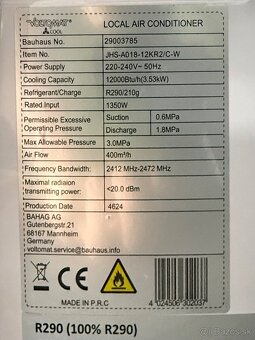 VOLTOMAT COOL LOCAL AIR CONDITIONER
Bauhaus No. 29003785
Item No. JHS-A018-12KR2/C-W
Power Supply 220-240V~ 50Hz
Cooling Capacity 12000Btu/h(3.53kW)
Refrigerant/Charge R290/210g
Rated Input 1350W
Permissible Excessive Operating Pressure Suction 0.6MPa
Discharge 1.8MPa
Max Allowable Pressure 3.0MPa
Air Flow 400m³/h
Frequency Bandwidth: 2412 MHz-2472 MHz
Maximal radiaion transmitting power: <20.0 dBm
Production Date 4624
BAHAG AG
Gutenbergstr.21
68167 Mannheim
Germany
voltomat.service@bauhaus.info
CE
MADE IN P.R.C
4 024506 302037
R290 (100% R290)